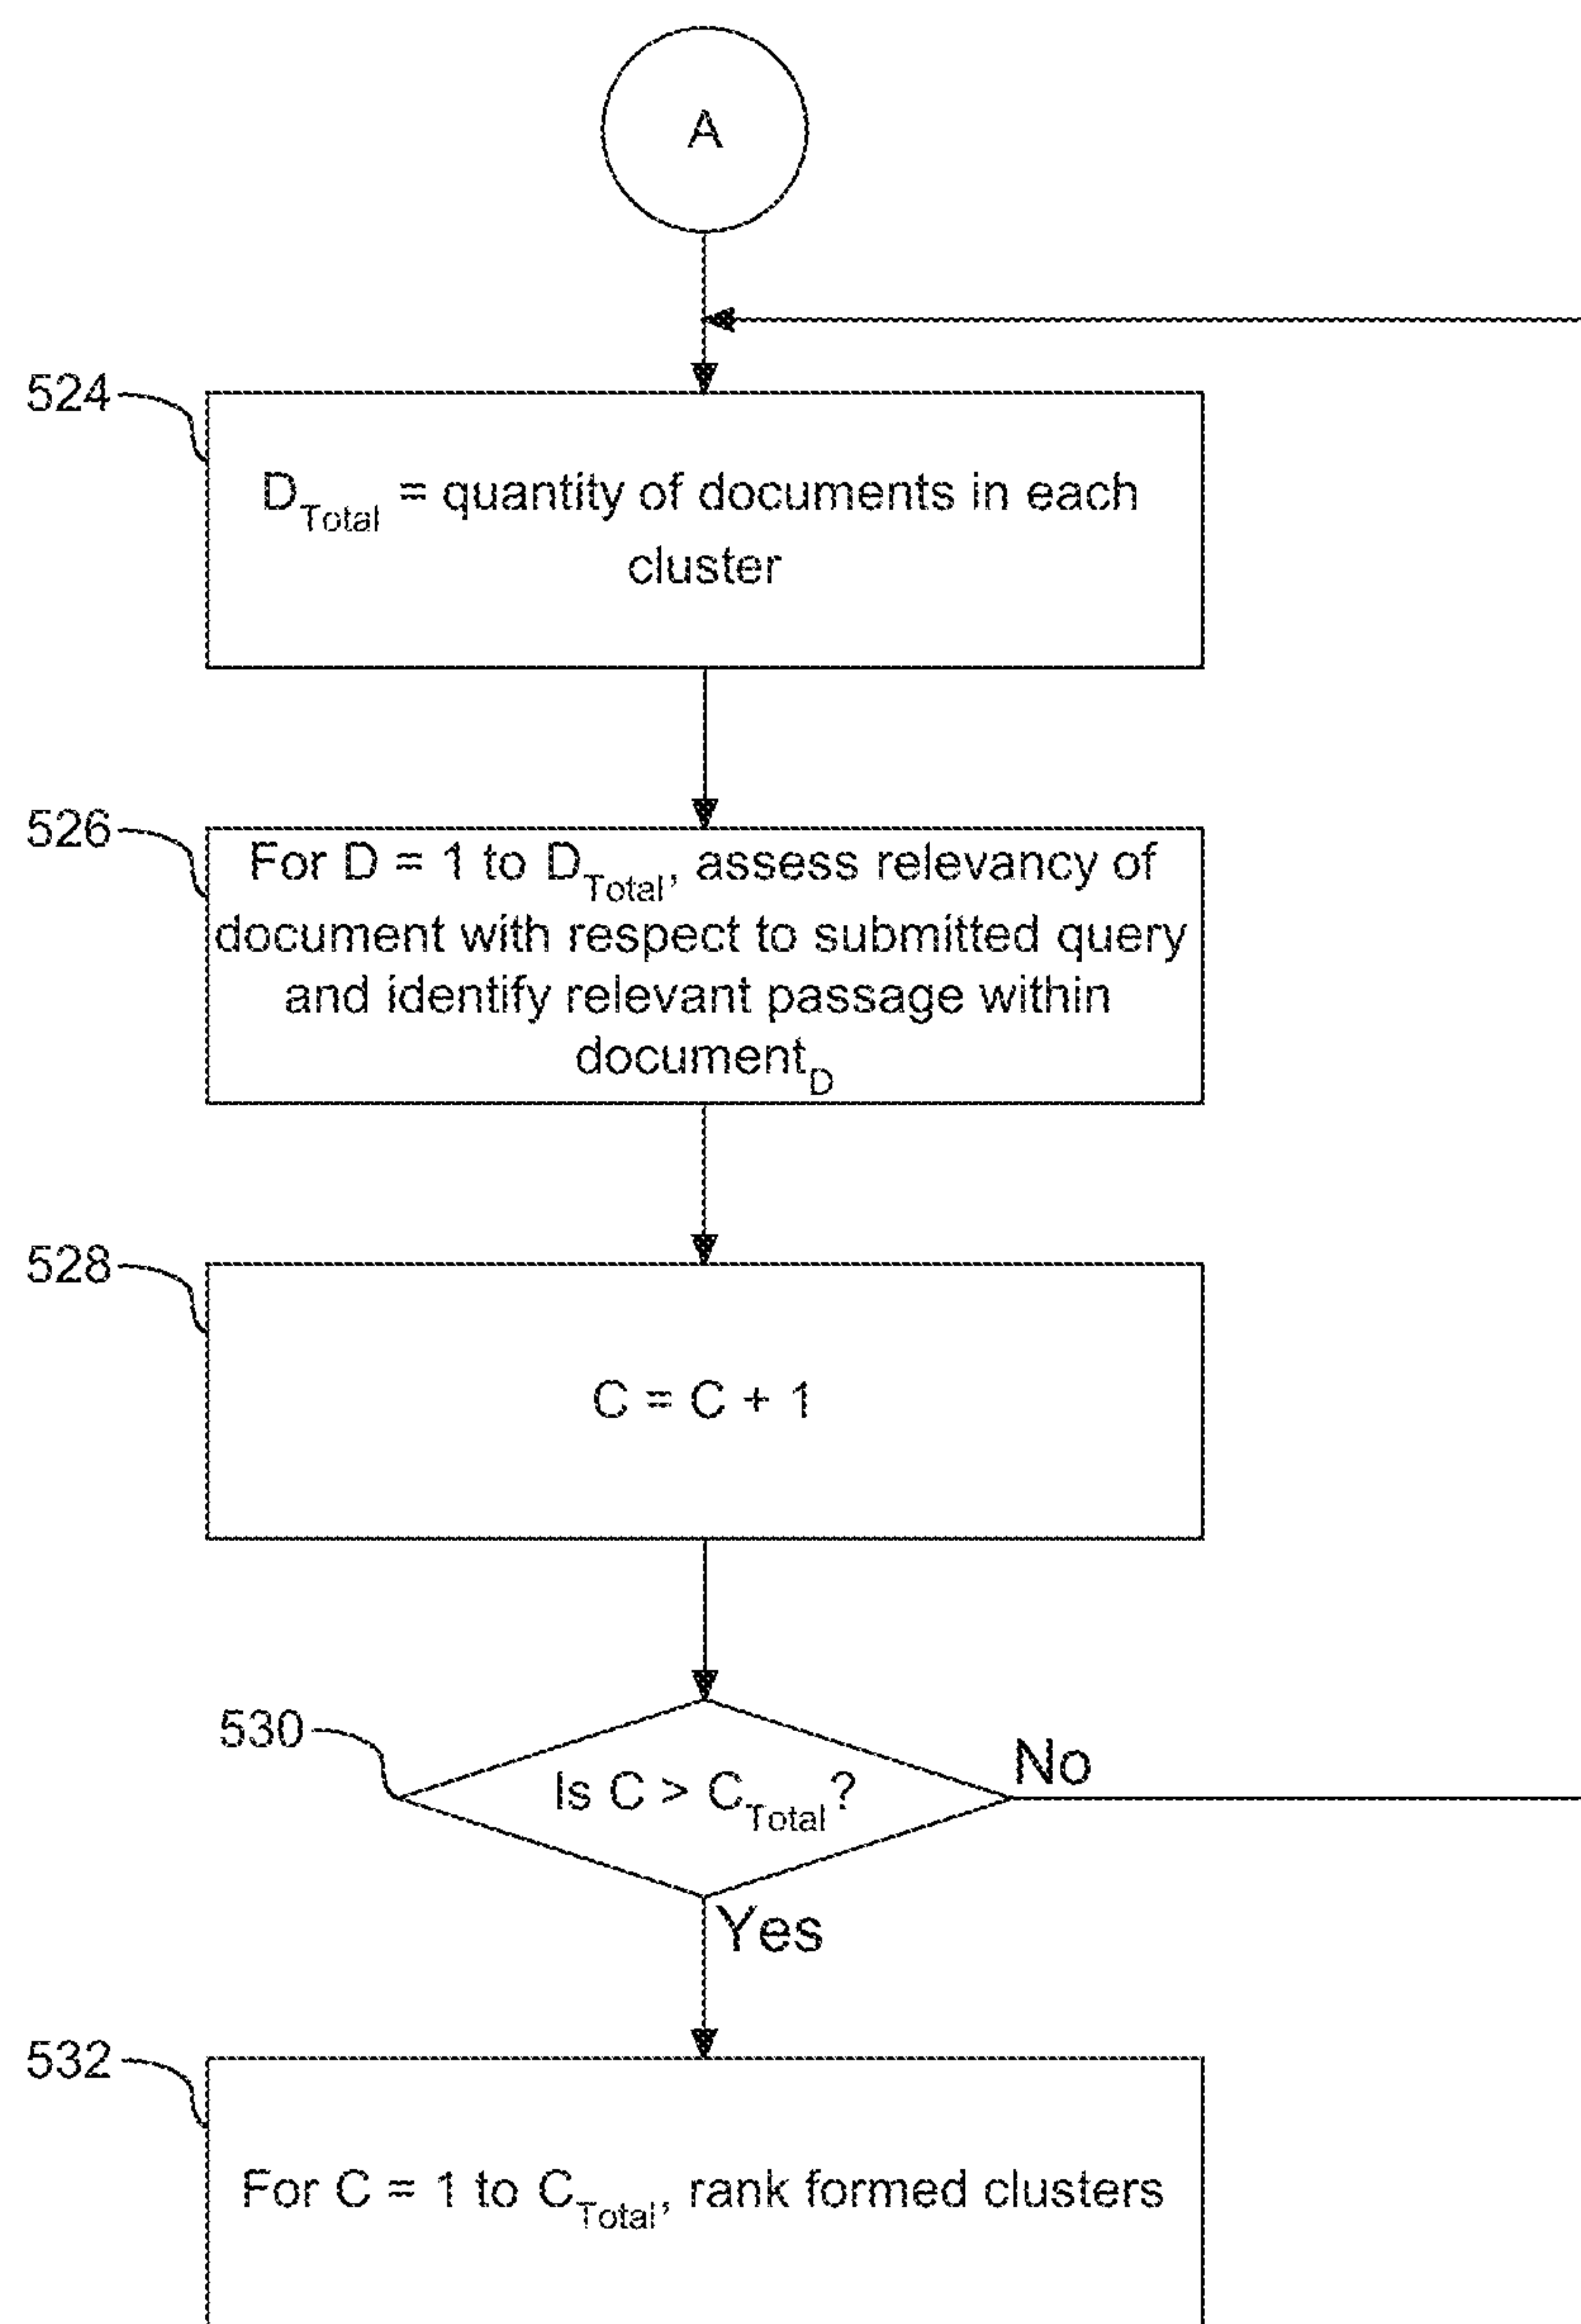 A
524
D_Total = quantity of documents in each
cluster
526
For D = 1 to D_Total, assess relevancy of
document with respect to submitted query
and identify relevant passage within
document_D
528
C = C + 1
530
Is C > C_Total?
No
Yes
532
For C = 1 to C_Total, rank formed clusters